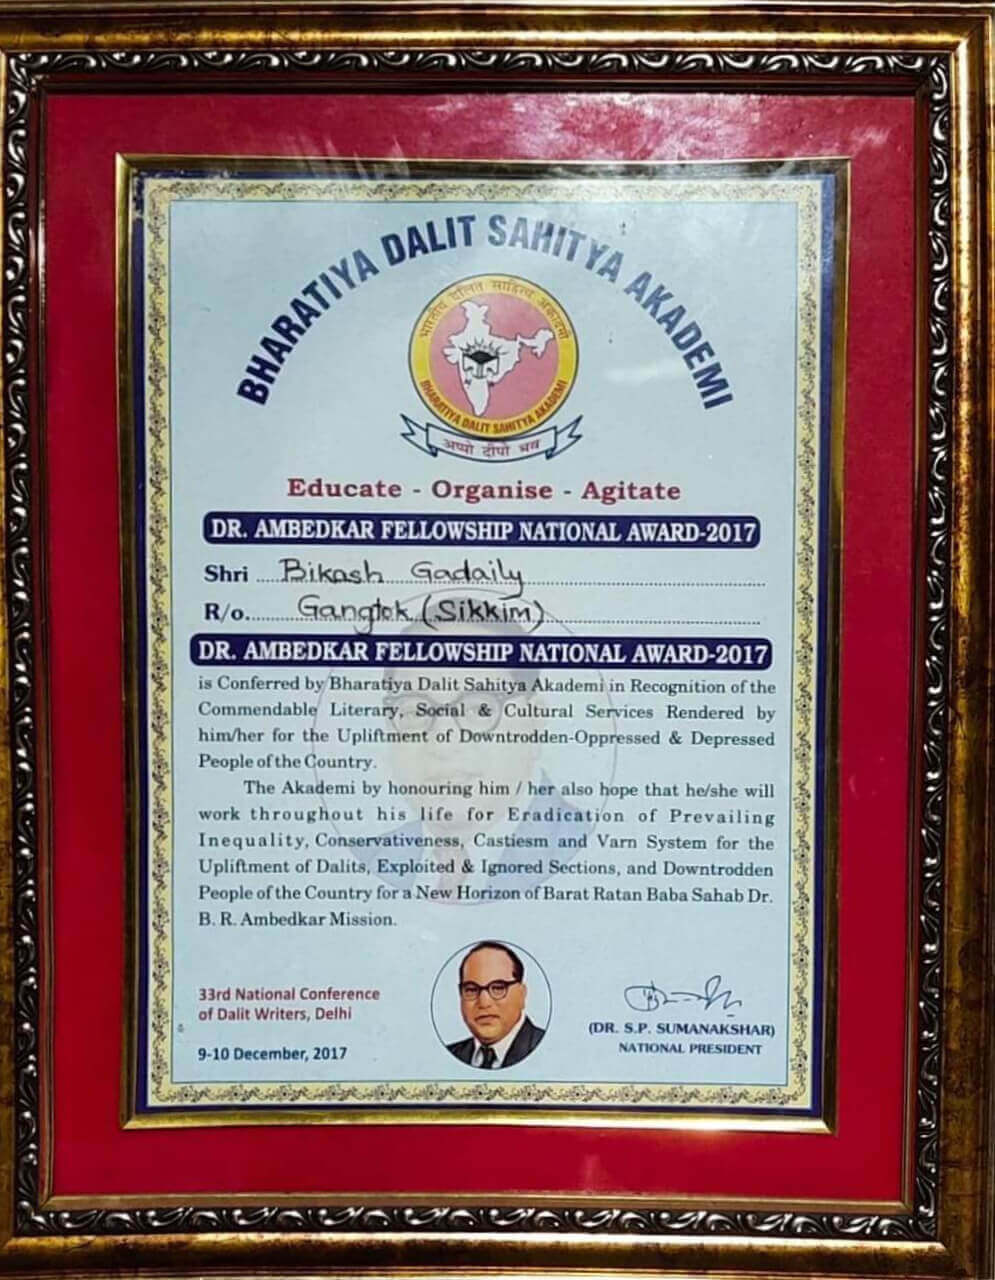 BHARATIYA DALIT SAHITYA AKADEMI
भारतीय दलित साहित्य अकादमी
BHARATIYA DALIT SAHITYA AKADEMI
अप्पो दीपो भव
Educate - Organise - Agitate
DR. AMBEDKAR FELLOWSHIP NATIONAL AWARD-2017
Shri Bikash Gadaily
R/o. Gangtok (Sikkim)
DR. AMBEDKAR FELLOWSHIP NATIONAL AWARD-2017
is Conferred by Bharatiya Dalit Sahitya Akademi in Recognition of the
Commendable Literary, Social & Cultural Services Rendered by
him/her for the Upliftment of Downtrodden-Oppressed & Depressed
People of the Country.
The Akademi by honouring him / her also hope that he/she will
work throughout his life for Eradication of Prevailing
Inequality, Conservativeness, Castiesm and Varn System for the
Upliftment of Dalits, Exploited & Ignored Sections, and Downtrodden
People of the Country for a New Horizon of Barat Ratan Baba Sahab Dr.
B. R. Ambedkar Mission.
33rd National Conference
of Dalit Writers, Delhi
9-10 December, 2017
(DR. S.P. SUMANAKSHAR)
NATIONAL PRESIDENT